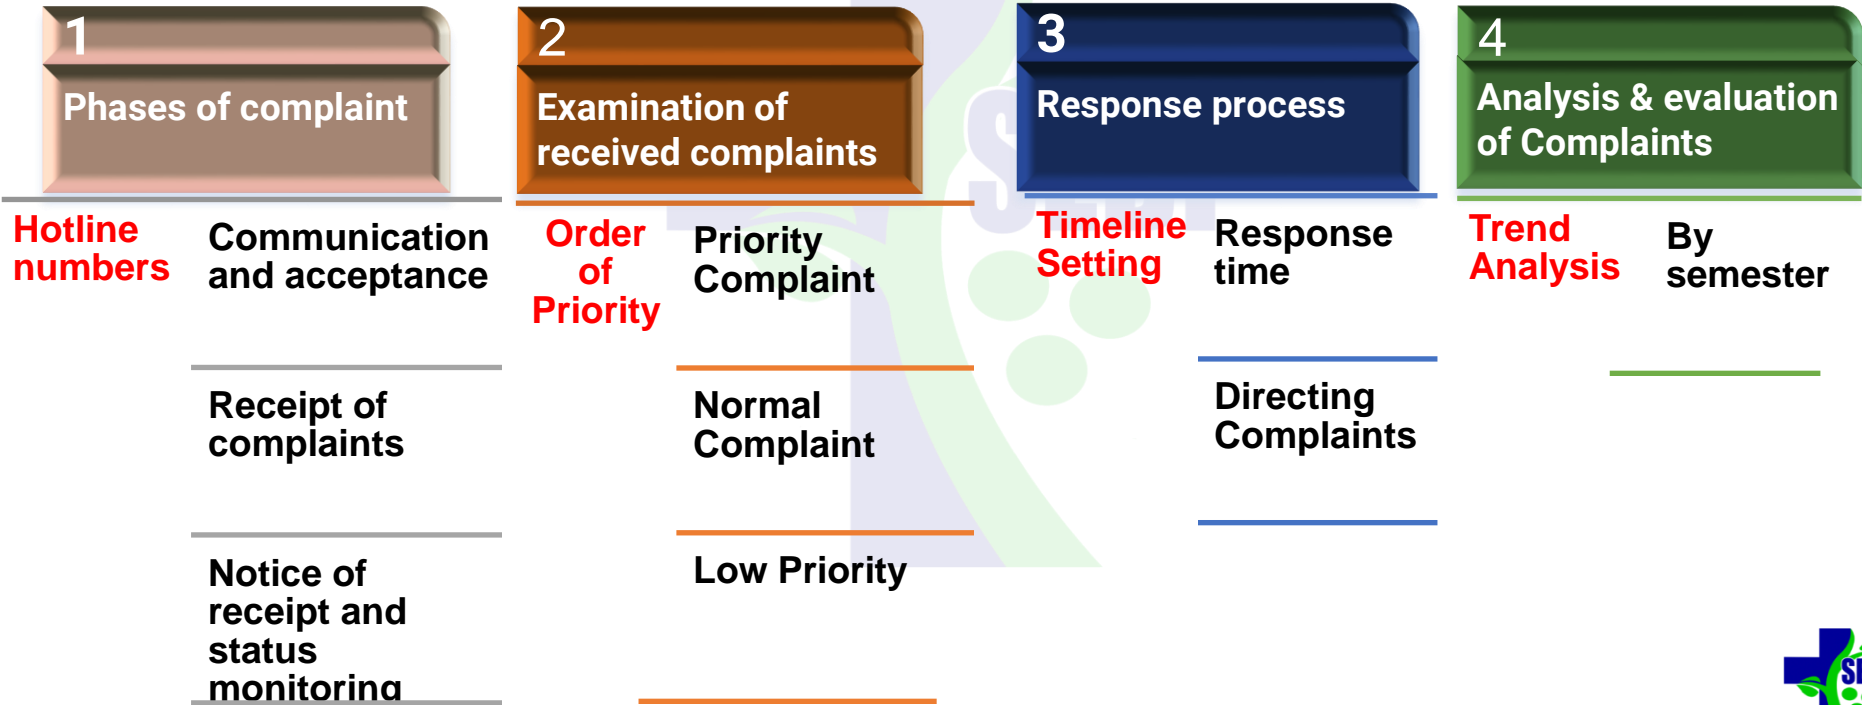 1
Phases of complaint
Hotline
numbers
Communication
and acceptance
Receipt of
complaints
Notice of
receipt and
status
monitoring
2
Examination of
received complaints
Order
of
Priority
Priority
Complaint
Normal
Complaint
Low Priority
3
Response process
Timeline
Setting
Response
time
Directing
Complaints
4
Analysis & evaluation
of Complaints
Trend
Analysis
By
semester